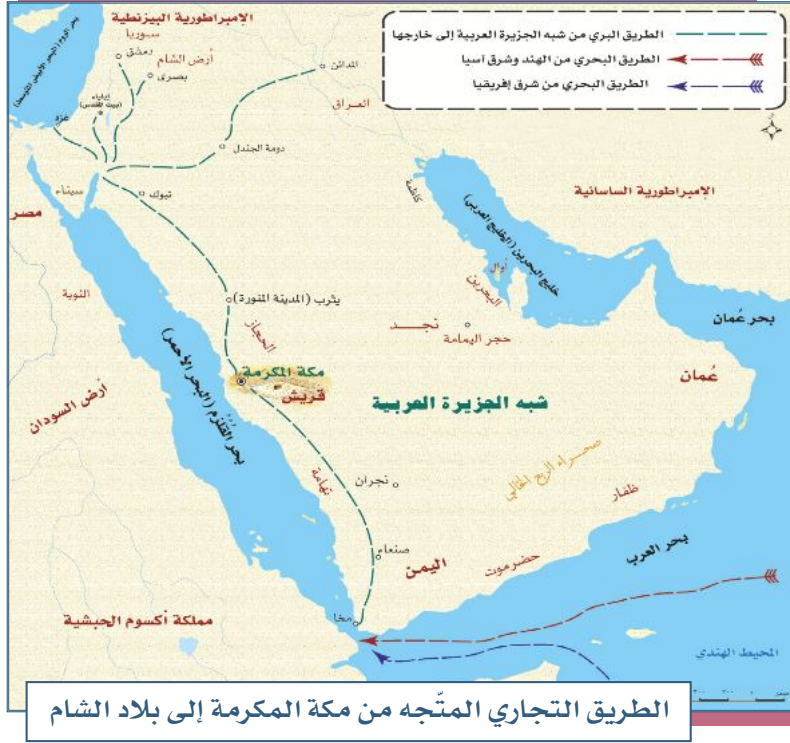 الإمبراطورية البيزنطية
سوريا
دمشق
أرض الشام
بصرى
إيلياء
(بيت المقدس)
غزة
المدائن
العراق
دومة الجندل
تبوك
سيناء
مصر
النوبة
أرض السودان
الطريق البري من شبه الجزيرة العربية إلى خارجها
الطريق البحري من الهند وشرق آسيا
الطريق البحري من شرق إفريقيا
الإمبراطورية الساسانية
كاظمة
خليج البحرين (الخليج العربي)
أوال
البحرين
بحر عُمان
عُمان
نجد
حجر اليمامة
يثرب (المدينة المنورة)
الحجاز
مكة المكرمة
قريش
شبه الجزيرة العربية
بحر القلزم (البحر الأحمر)
تهامة
نجران
صحراء الربع الخالي
ظفار
صنعاء
اليمن
حضرموت
بحر العرب
مخا
مملكة أكسوم الحبشية
المحيط الهندي
الطريق التجاري المتّجه من مكة المكرمة إلى بلاد الشام